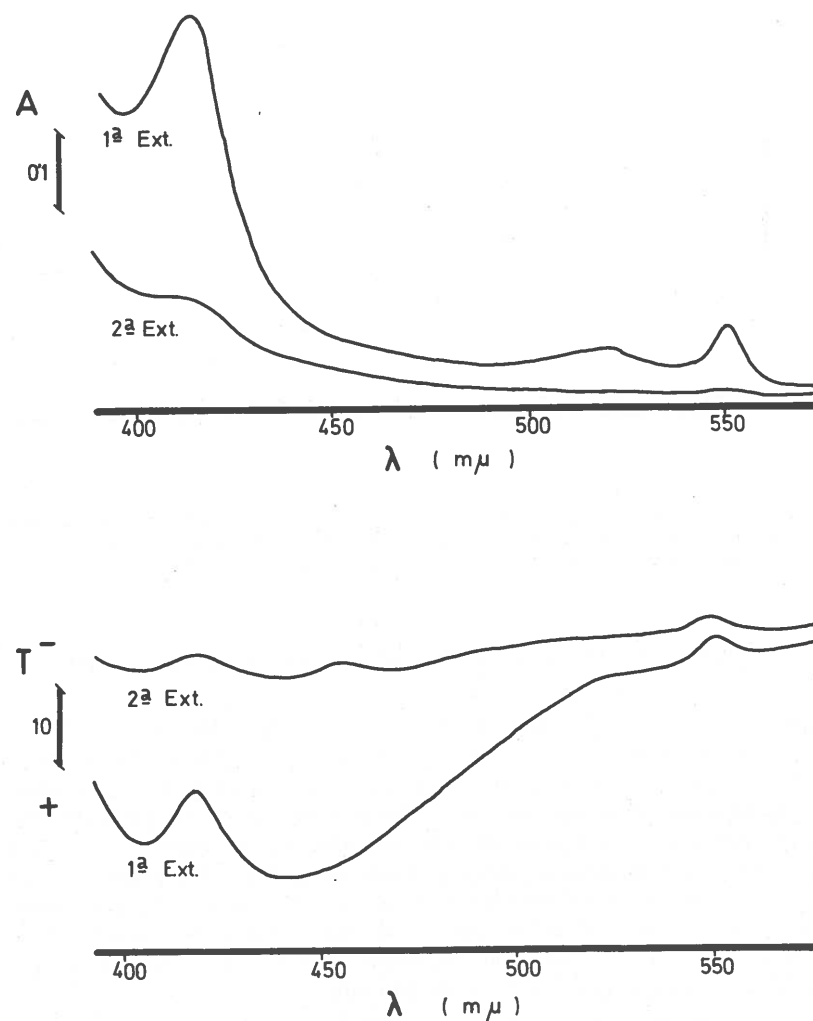 A
1ª Ext.
0'1
2ª Ext.
400 450 500 550
λ ( mµ )
T
-
2ª Ext.
10
+
1ª Ext.
400 450 500 550
λ ( mµ )